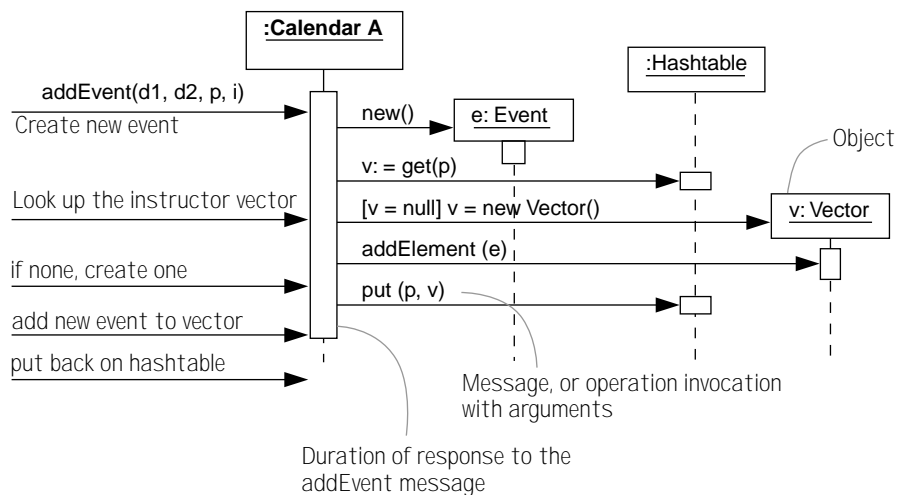 :Calendar A
:Hashtable
addEvent(d1, d2, p, i)
Create new event
new()
e: Event
Object
v: = get(p)
Look up the instructor vector
[v = null] v = new Vector()
v: Vector
addElement (e)
if none, create one
put (p, v)
add new event to vector
put back on hashtable
Message, or operation invocation
with arguments
Duration of response to the
addEvent message